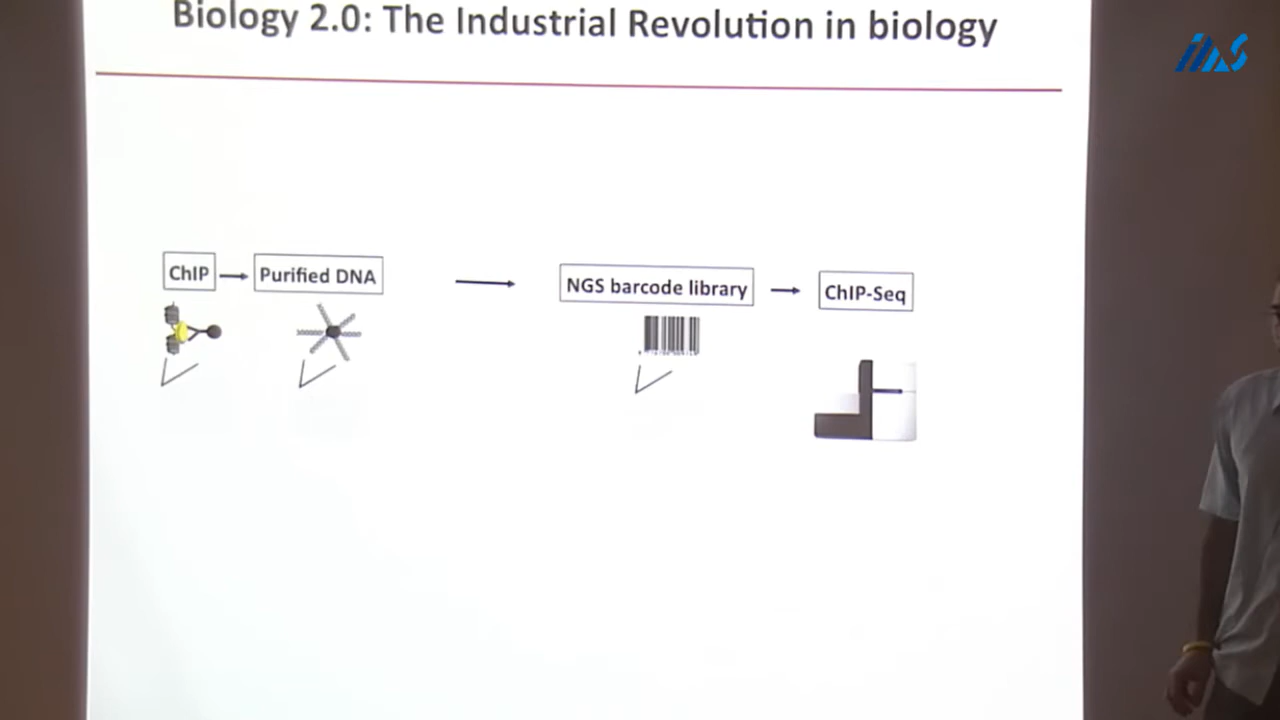 Biology 2.0: The Industrial Revolution in biology
ChIP
Purified DNA
NGS barcode library
ChIP-Seq